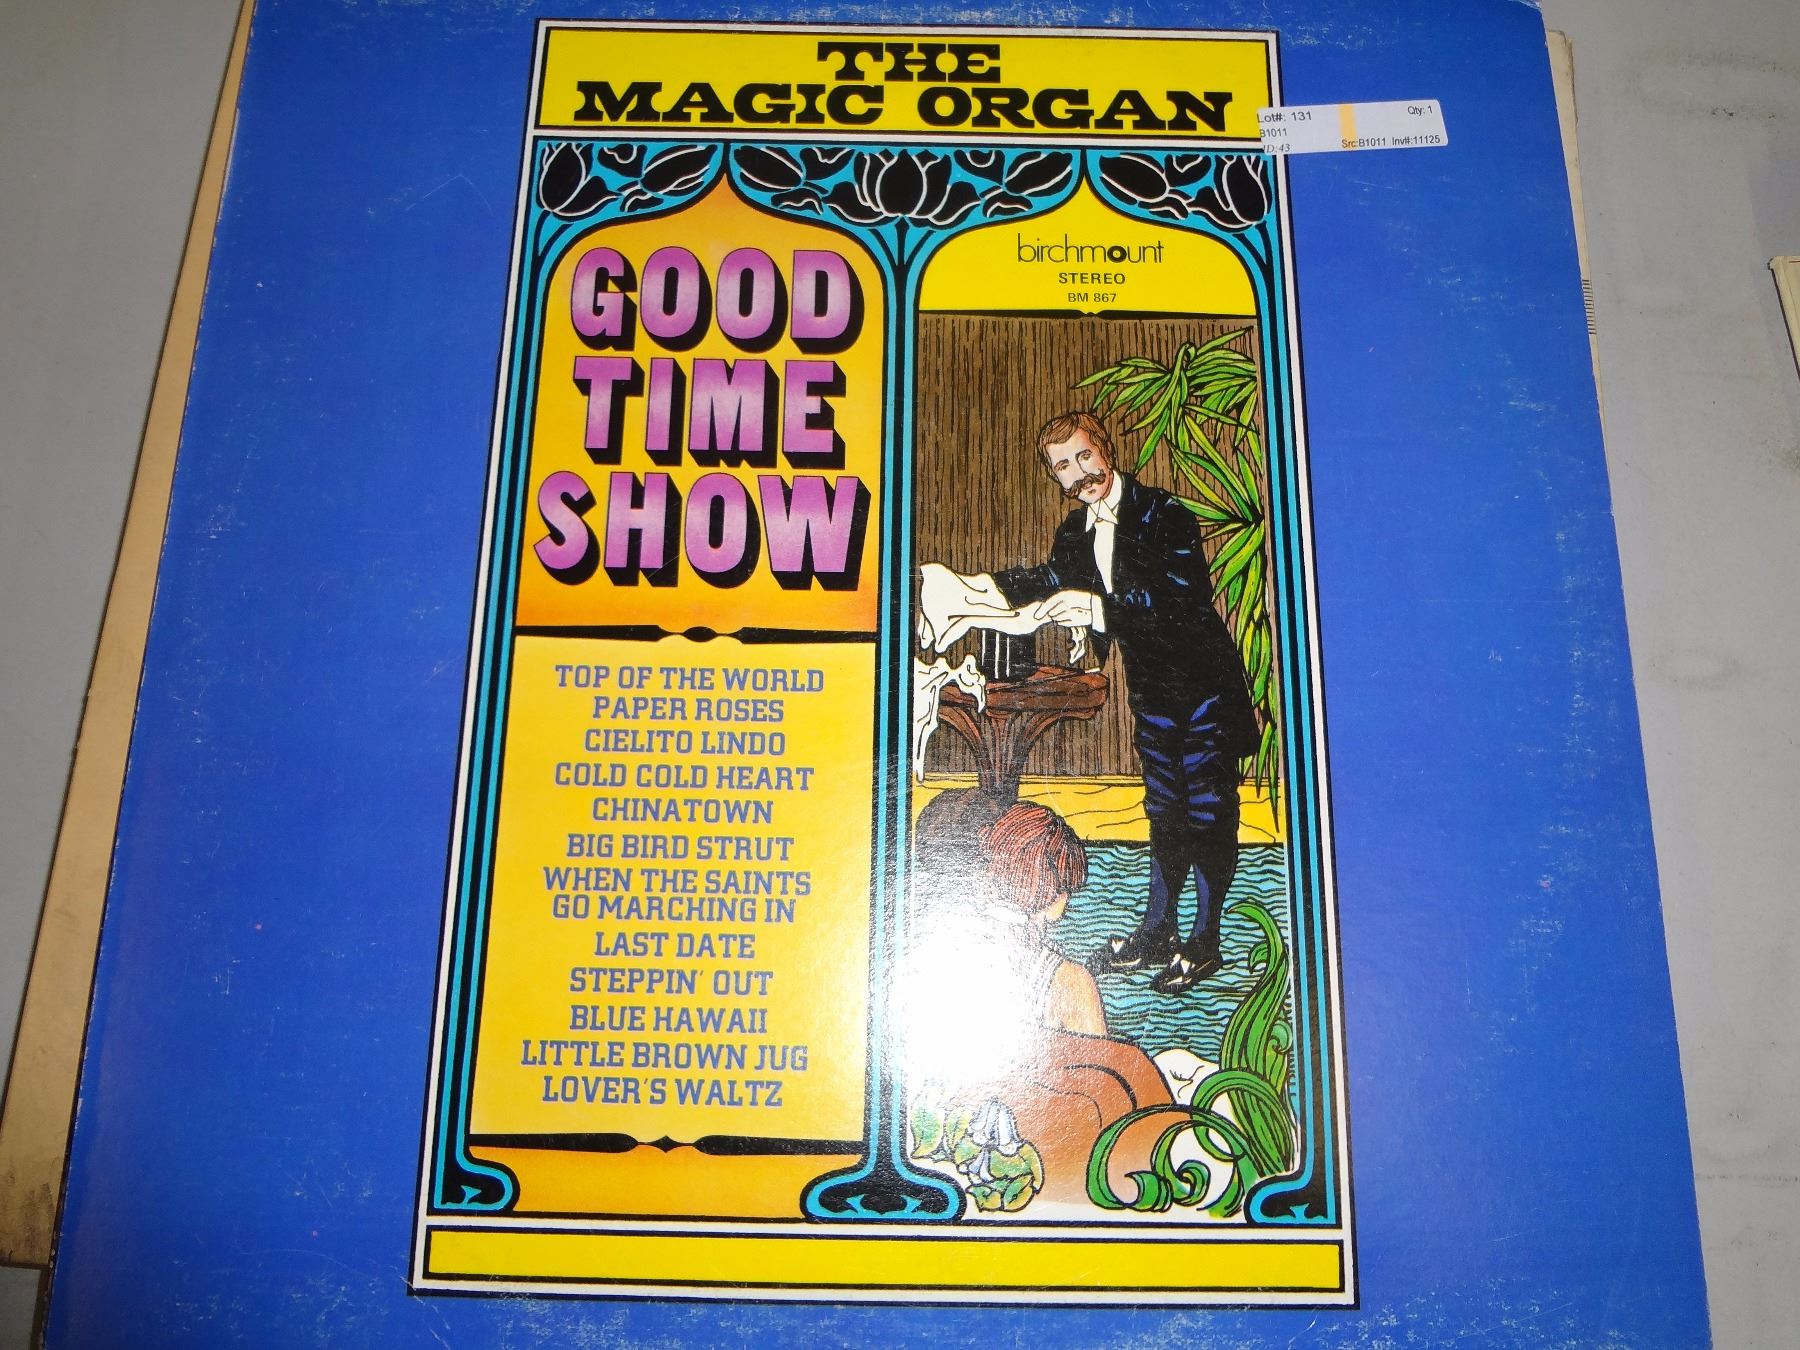 THE
MAGIC ORGAN
Lot#: 131 Qty: 1
B1011
ID:43 Src:B1011 Inv#:11125
GOOD
TIME
SHOW
birchmount
STEREO
BM 867
TOP OF THE WORLD
PAPER ROSES
CIELITO LINDO
COLD COLD HEART
CHINATOWN
BIG BIRD STRUT
WHEN THE SAINTS
GO MARCHING IN
LAST DATE
STEPPIN' OUT
BLUE HAWAII
LITTLE BROWN JUG
LOVER'S WALTZ